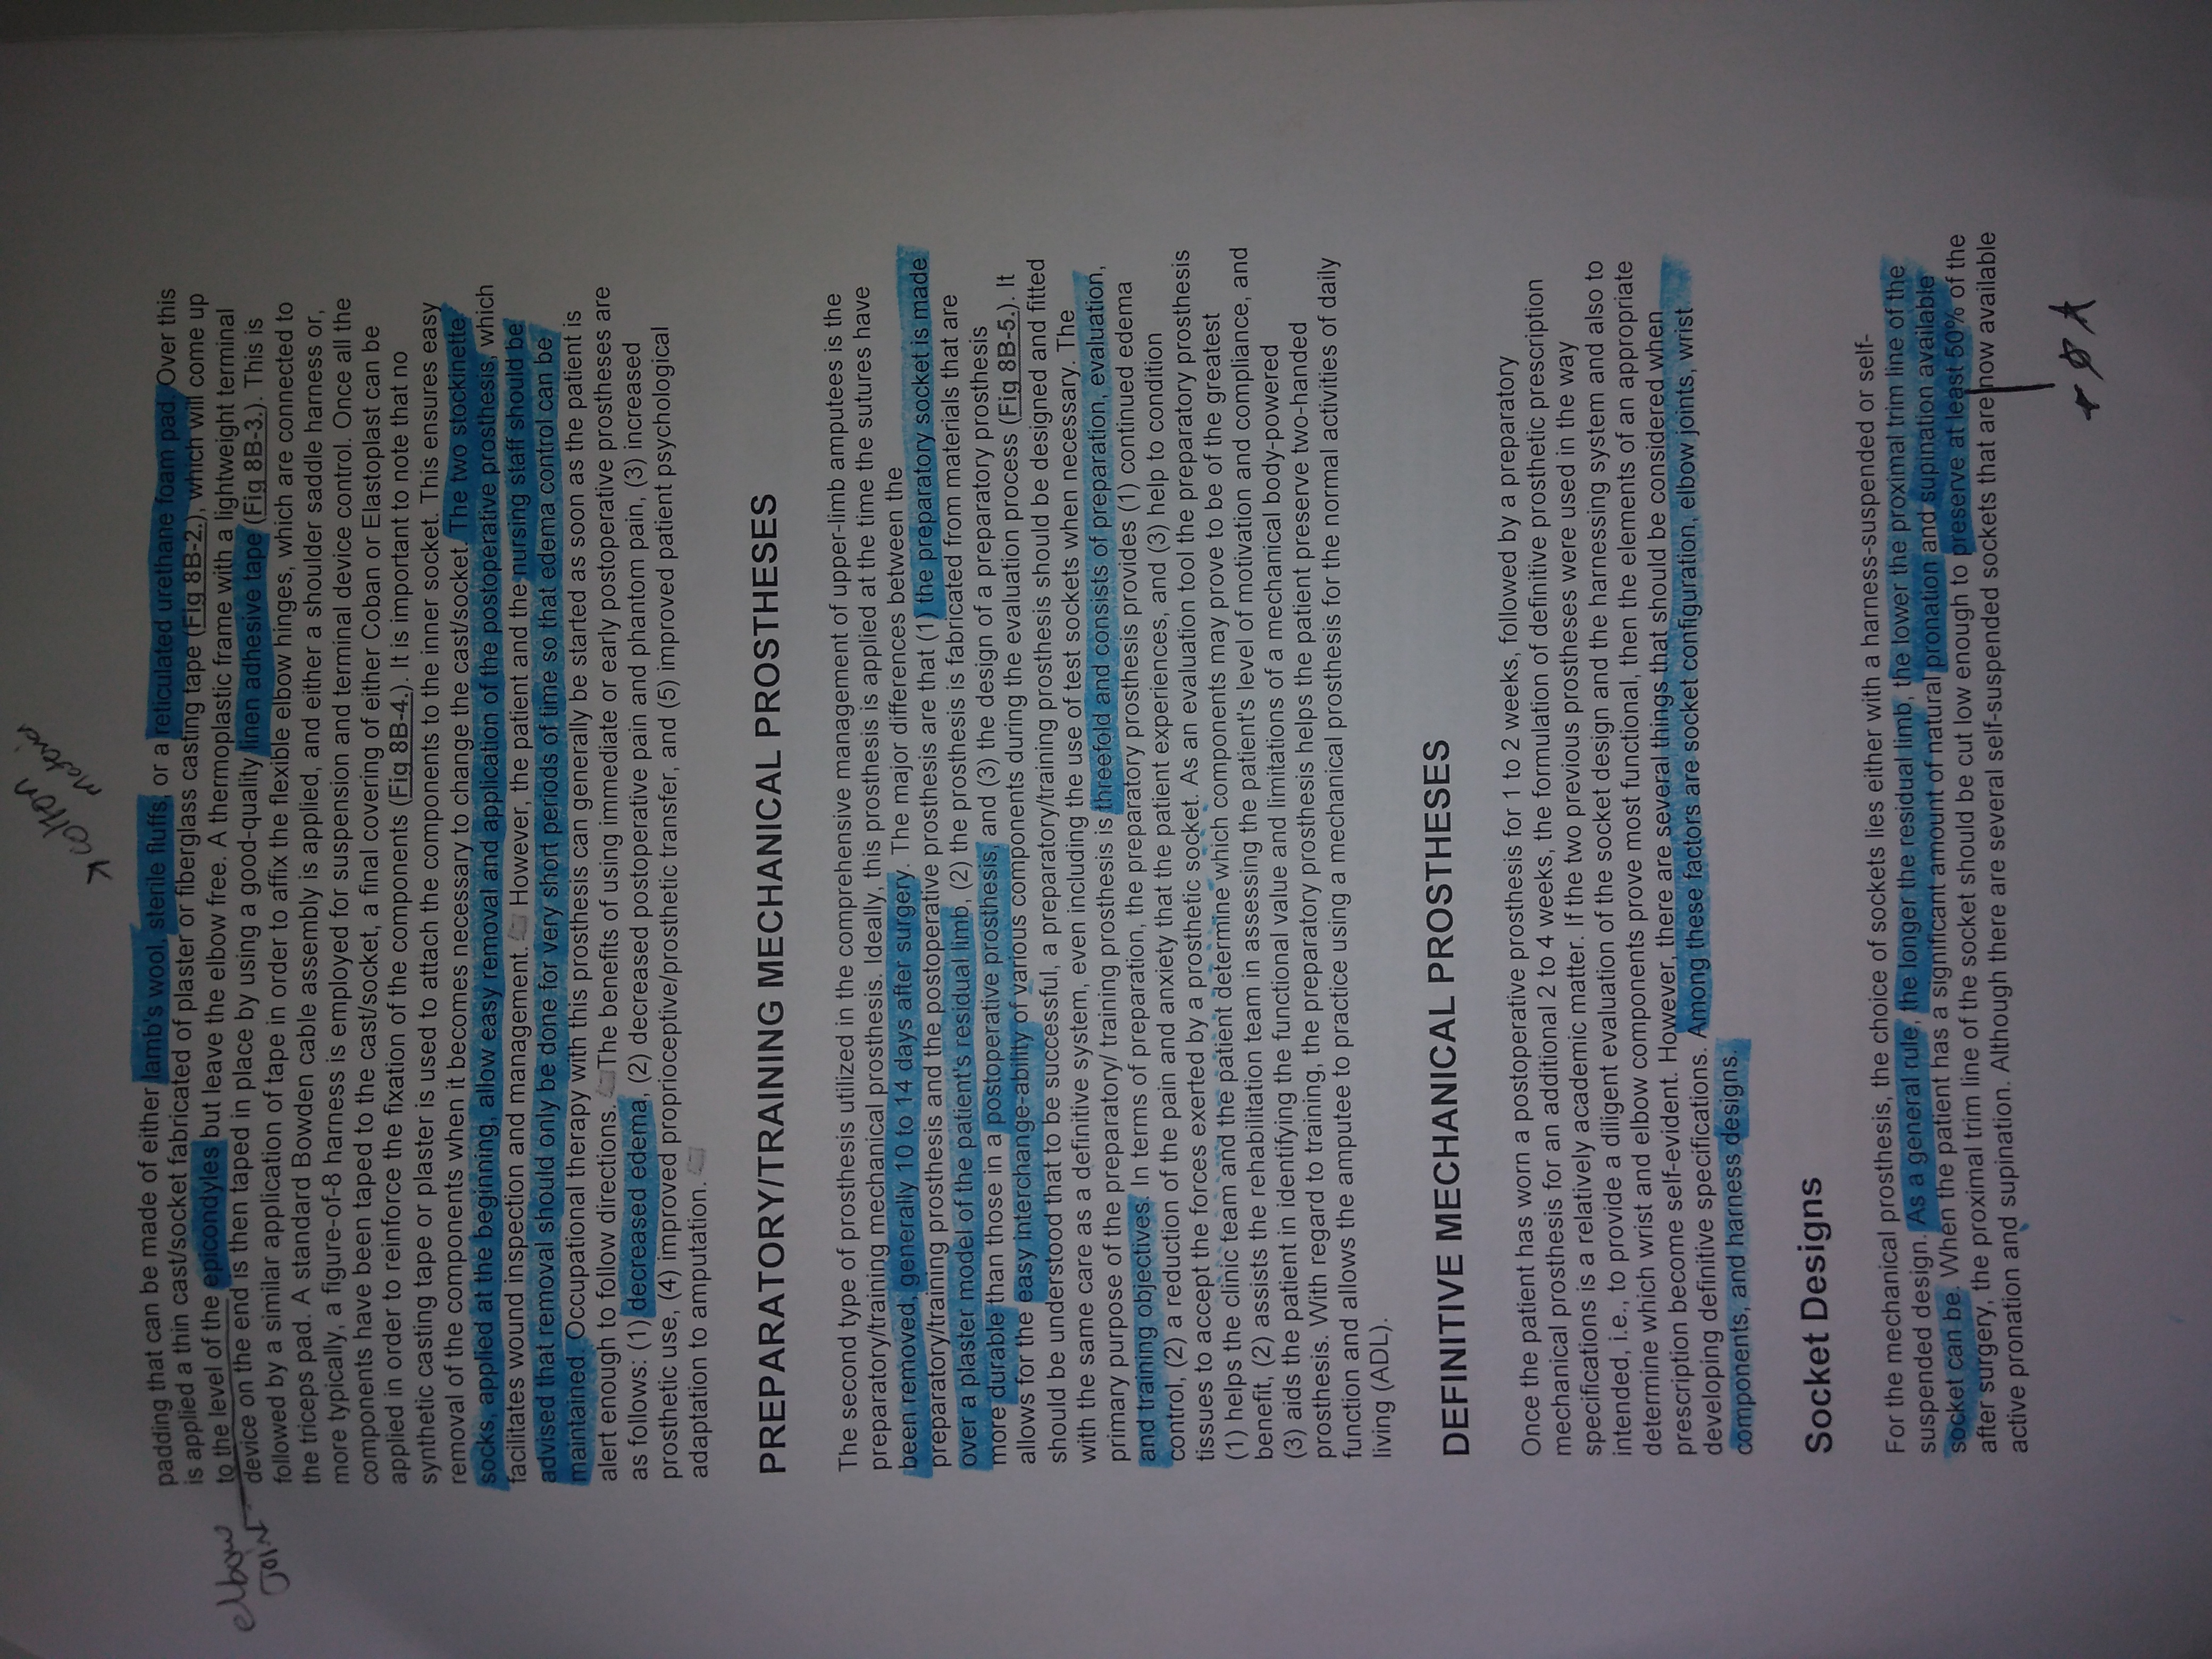 cotton
material
padding that can be made of either lamb's wool, sterile fluffs, or a reticulated urethane foam pad. Over this
is applied a thin cast/socket fabricated of plaster or fiberglass casting tape (Fig 8B-2.), which will come up
to the level of the epicondyles but leave the elbow free. A thermoplastic frame with a lightweight terminal
elbow
joint
device on the end is then taped in place by using a good-quality linen adhesive tape (Fig 8B-3.). This is
followed by a similar application of tape in order to affix the flexible elbow hinges, which are connected to
the triceps pad. A standard Bowden cable assembly is applied, and either a shoulder saddle harness or,
more typically, a figure-of-8 harness is employed for suspension and terminal device control. Once all the
components have been taped to the cast/socket, a final covering of either Coban or Elastoplast can be
applied in order to reinforce the fixation of the components (Fig 8B-4.). It is important to note that no
synthetic casting tape or plaster is used to attach the components to the inner socket. This ensures easy
removal of the components when it becomes necessary to change the cast/socket. The two stockinette
socks, applied at the beginning, allow easy removal and application of the postoperative prosthesis, which
facilitates wound inspection and management. However, the patient and the nursing staff should be
advised that removal should only be done for very short periods of time so that edema control can be
maintained. Occupational therapy with this prosthesis can generally be started as soon as the patient is
alert enough to follow directions. The benefits of using immediate or early postoperative prostheses are
as follows: (1) decreased edema, (2) decreased postoperative pain and phantom pain, (3) increased
prosthetic use, (4) improved proprioceptive/prosthetic transfer, and (5) improved patient psychological
adaptation to amputation.
PREPARATORY/TRAINING MECHANICAL PROSTHESES
The second type of prosthesis utilized in the comprehensive management of upper-limb amputees is the
preparatory/training mechanical prosthesis. Ideally, this prosthesis is applied at the time the sutures have
been removed, generally 10 to 14 days after surgery. The major differences between the
preparatory/training prosthesis and the postoperative prosthesis are that (1) the preparatory socket is made
over a plaster model of the patient's residual limb, (2) the prosthesis is fabricated from materials that are
more durable than those in a postoperative prosthesis, and (3) the design of a preparatory prosthesis
allows for the easy interchange-ability of various components during the evaluation process (Fig 8B-5.). It
should be understood that to be successful, a preparatory/training prosthesis should be designed and fitted
with the same care as a definitive system, even including the use of test sockets when necessary. The
primary purpose of the preparatory/ training prosthesis is threefold and consists of preparation, evaluation,
and training objectives. In terms of preparation, the preparatory prosthesis provides (1) continued edema
control, (2) a reduction of the pain and anxiety that the patient experiences, and (3) help to condition
tissues to accept the forces exerted by a prosthetic socket. As an evaluation tool the preparatory prosthesis
(1) helps the clinic team and the patient determine which components may prove to be of the greatest
benefit, (2) assists the rehabilitation team in assessing the patient's level of motivation and compliance, and
(3) aids the patient in identifying the functional value and limitations of a mechanical body-powered
prosthesis. With regard to training, the preparatory prosthesis helps the patient preserve two-handed
function and allows the amputee to practice using a mechanical prosthesis for the normal activities of daily
living (ADL).
DEFINITIVE MECHANICAL PROSTHESES
Once the patient has worn a postoperative prosthesis for 1 to 2 weeks, followed by a preparatory
mechanical prosthesis for an additional 2 to 4 weeks, the formulation of definitive prosthetic prescription
specifications is a relatively academic matter. If the two previous prostheses were used in the way
intended, i.e., to provide a diligent evaluation of the socket design and the harnessing system and also to
determine which wrist and elbow components prove most functional, then the elements of an appropriate
prescription become self-evident. However, there are several things that should be considered when
developing definitive specifications. Among these factors are socket configuration, elbow joints, wrist
components, and harness designs.
Socket Designs
For the mechanical prosthesis, the choice of sockets lies either with a harness-suspended or self-
suspended design. As a general rule, the longer the residual limb, the lower the proximal trim line of the
socket can be. When the patient has a significant amount of natural pronation and supination available
after surgery, the proximal trim line of the socket should be cut low enough to preserve at least 50% of the
active pronation and supination. Although there are several self-suspended sockets that are now available